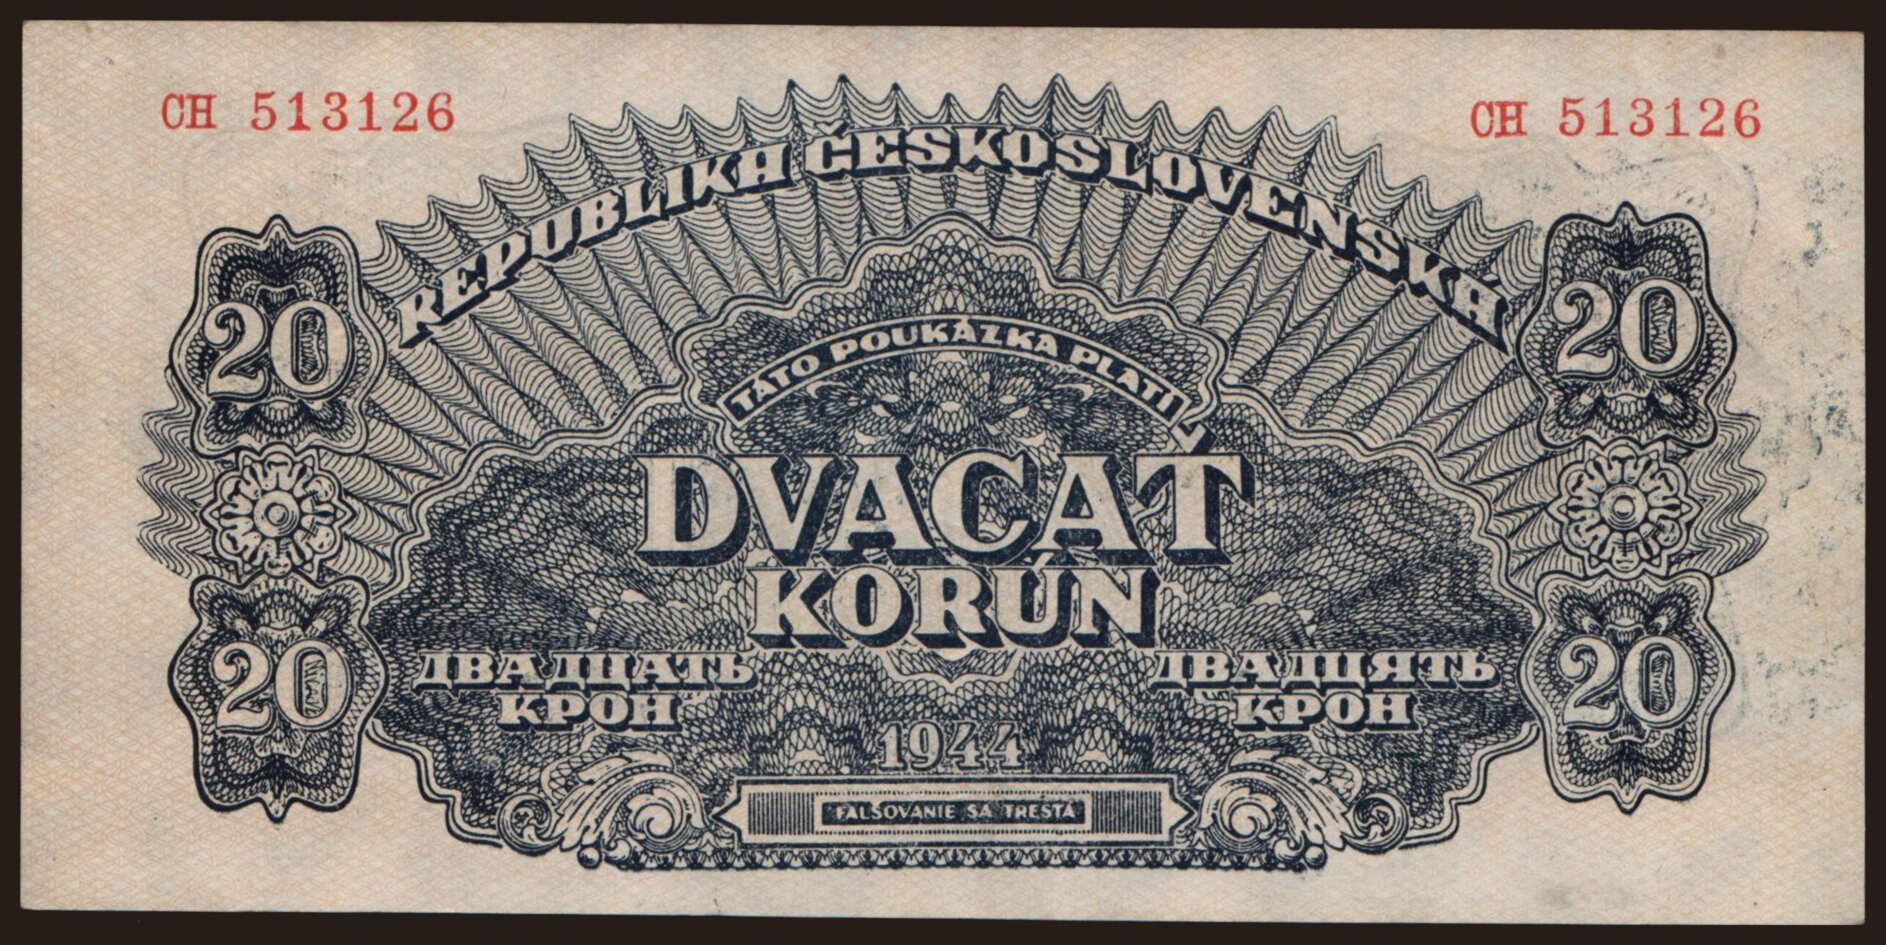 CH 513126
CH 513126
REPUBLIKA ČESKOSLOVENSKÁ
20
20
TÁTO POUKÁZKA PLATÍ
DVACAŤ
KORÚN
ДВАДЦАТЬ
КРОН
ДВАДЦЯТЬ
КРОН
20
20
1944
FALŠOVANIE SA TRESTÁ